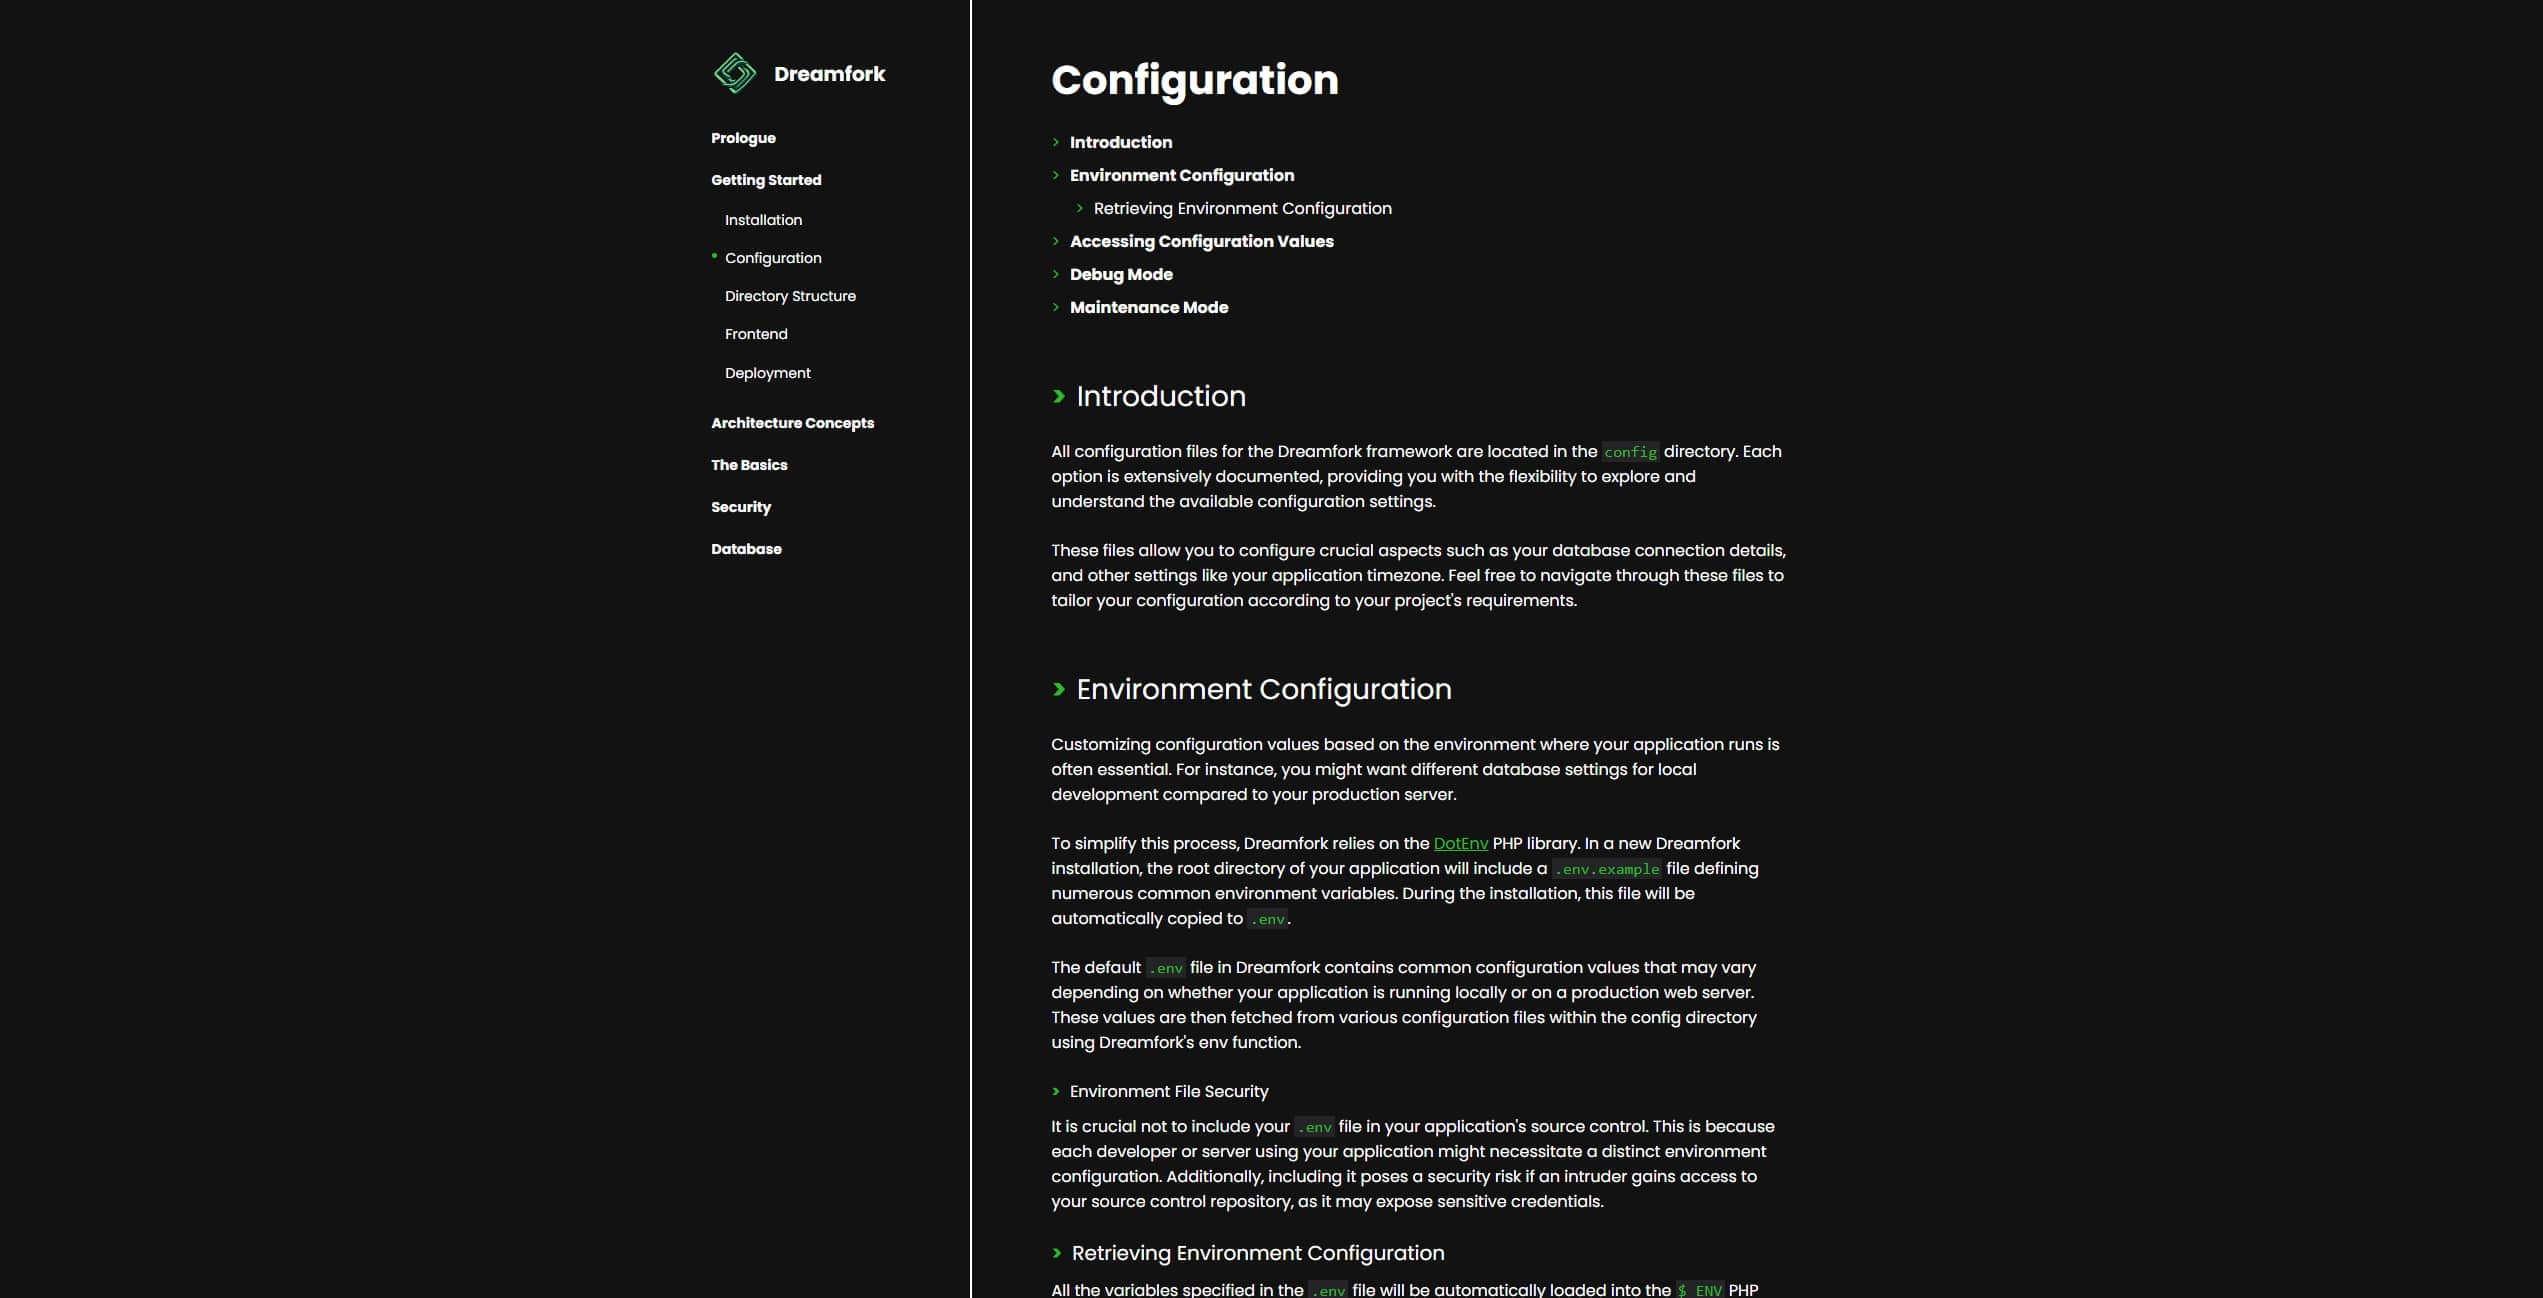 Dreamfork
Prologue
Getting Started
Installation
Configuration
Directory Structure
Frontend
Deployment
Architecture Concepts
The Basics
Security
Database
Configuration
Introduction
Environment Configuration
Retrieving Environment Configuration
Accessing Configuration Values
Debug Mode
Maintenance Mode
Introduction
All configuration files for the Dreamfork framework are located in the config directory. Each
option is extensively documented, providing you with the flexibility to explore and
understand the available configuration settings.
These files allow you to configure crucial aspects such as your database connection details,
and other settings like your application timezone. Feel free to navigate through these files to
tailor your configuration according to your project's requirements.
Environment Configuration
Customizing configuration values based on the environment where your application runs is
often essential. For instance, you might want different database settings for local
development compared to your production server.
To simplify this process, Dreamfork relies on the DotEnv PHP library. In a new Dreamfork
installation, the root directory of your application will include a .env.example file defining
numerous common environment variables. During the installation, this file will be
automatically copied to .env.
The default .env file in Dreamfork contains common configuration values that may vary
depending on whether your application is running locally or on a production web server.
These values are then fetched from various configuration files within the config directory
using Dreamfork's env function.
Environment File Security
It is crucial not to include your .env file in your application's source control. This is because
each developer or server using your application might necessitate a distinct environment
configuration. Additionally, including it poses a security risk if an intruder gains access to
your source control repository, as it may expose sensitive credentials.
Retrieving Environment Configuration
All the variables specified in the .env file will be automatically loaded into the $_ENV PHP